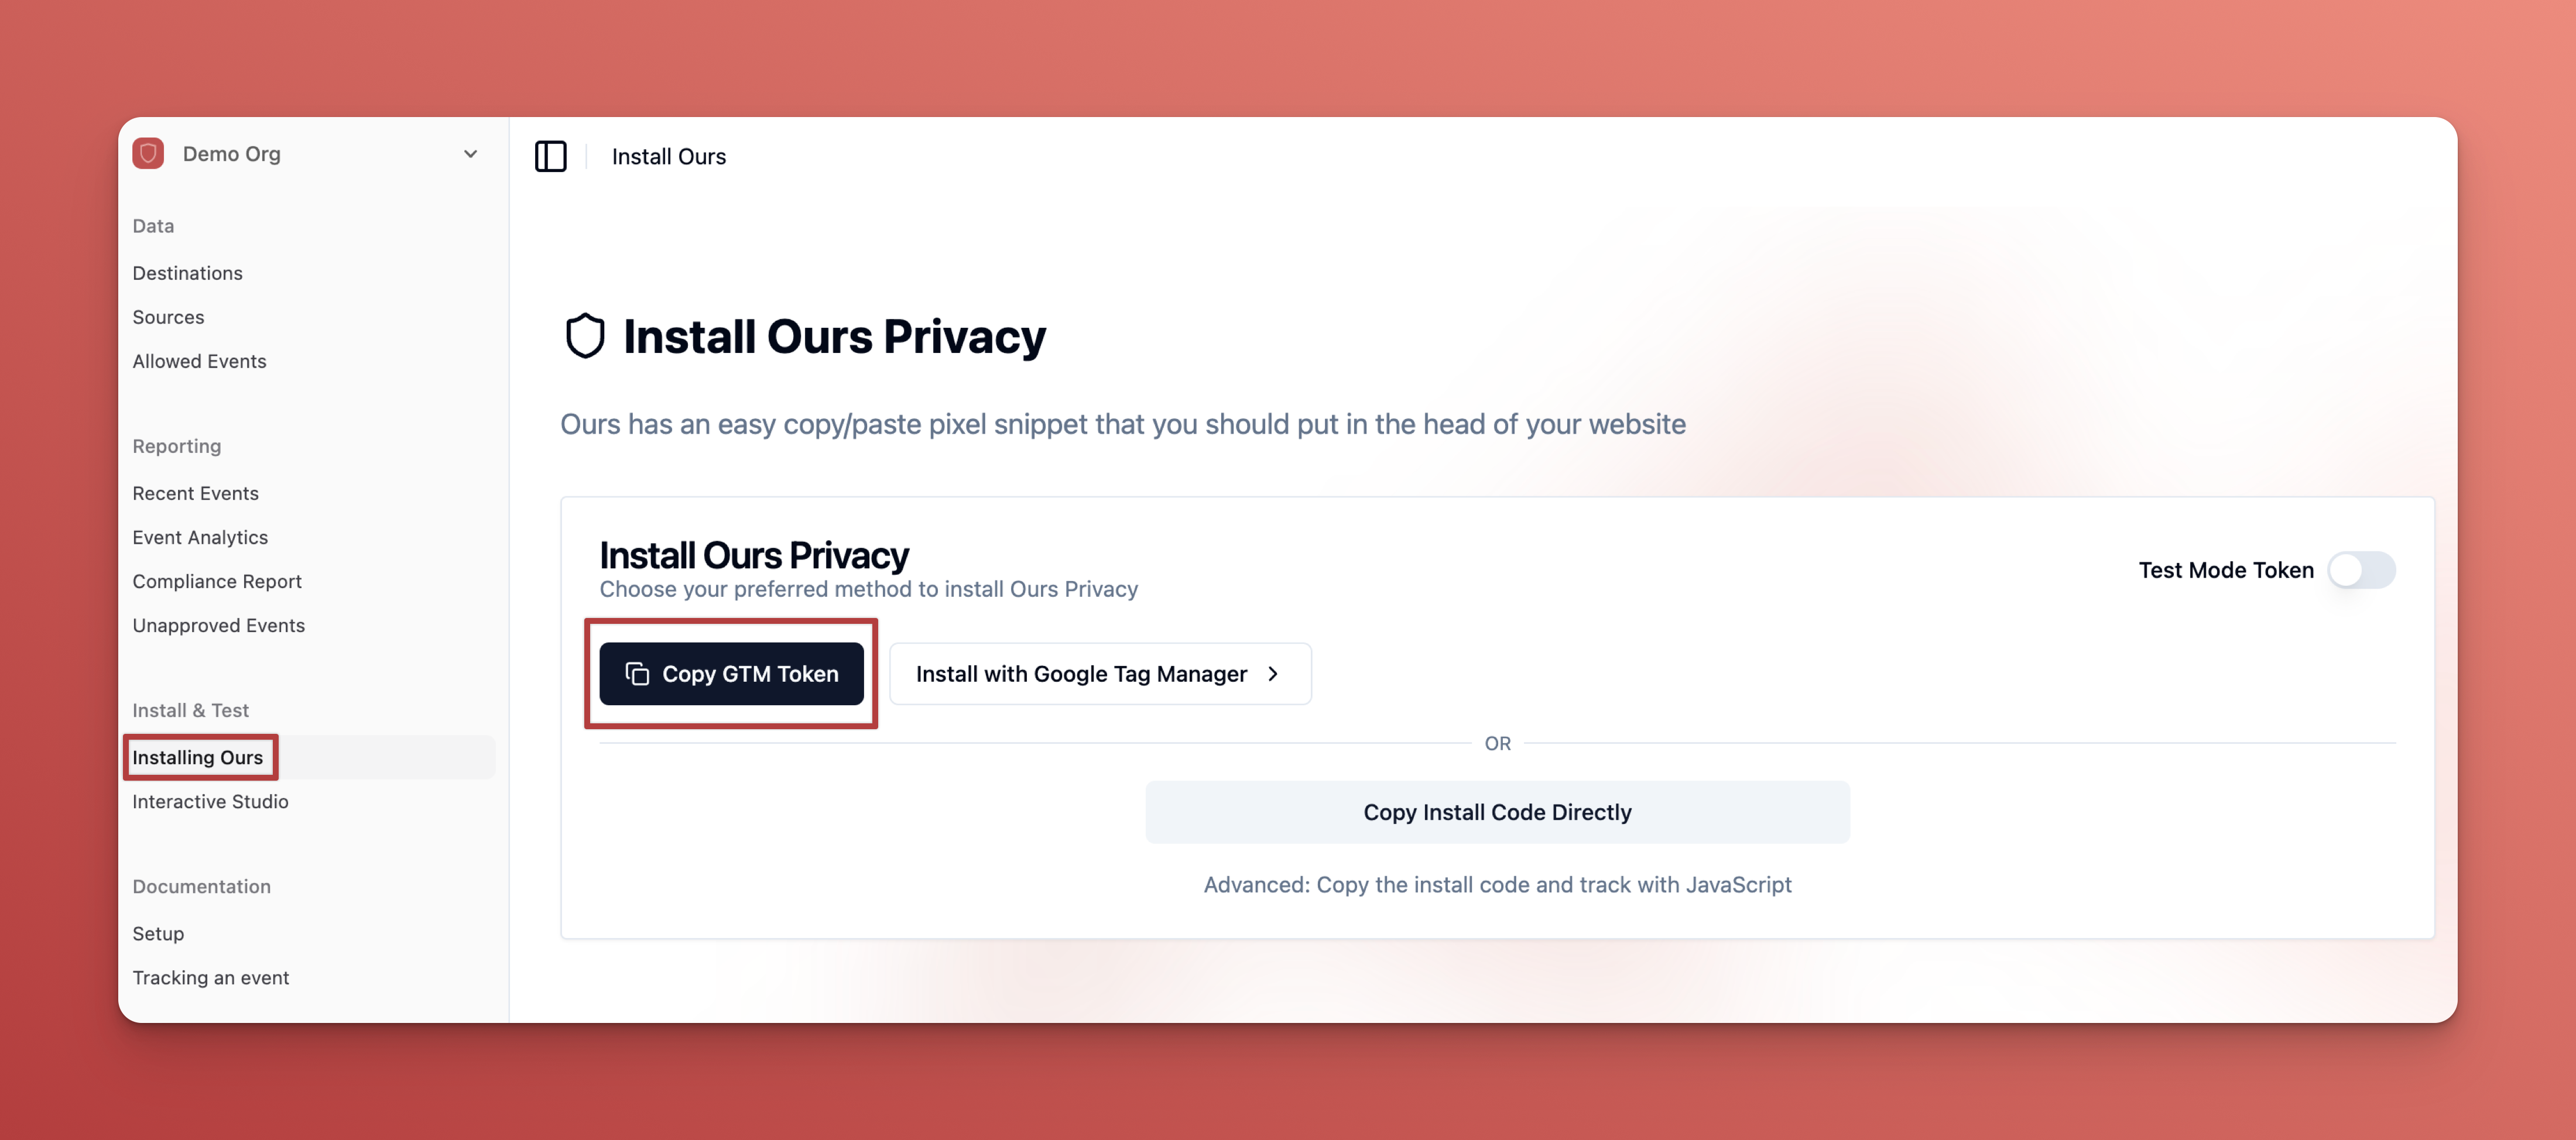 Demo Org
Data
Destinations
Sources
Allowed Events
Reporting
Recent Events
Event Analytics
Compliance Report
Unapproved Events
Install & Test
Installing Ours
Interactive Studio
Documentation
Setup
Tracking an event
Install Ours
Install Ours Privacy
Ours has an easy copy/paste pixel snippet that you should put in the head of your website
Install Ours Privacy
Choose your preferred method to install Ours Privacy
Test Mode Token
Copy GTM Token
Install with Google Tag Manager
OR
Copy Install Code Directly
Advanced: Copy the install code and track with JavaScript